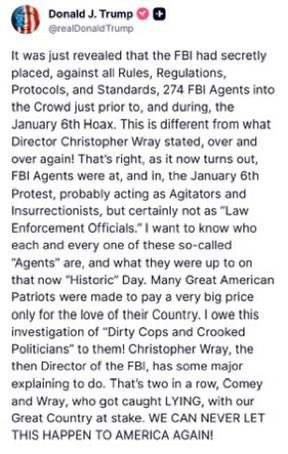 Donald J. Trump
@realDonaldTrump
It was just revealed that the FBI had secretly
placed, against all Rules, Regulations,
Protocols, and Standards, 274 FBI Agents into
the Crowd just prior to, and during, the
January 6th Hoax. This is different from what
Director Christopher Wray stated, over and
over again! That's right, as it now turns out,
FBI Agents were at, and in, the January 6th
Protest, probably acting as Agitators and
Insurrectionists, but certainly not as "Law
Enforcement Officials." I want to know who
each and every one of these so-called
"Agents" are, and what they were up to on
that now "Historic" Day. Many Great American
Patriots were made to pay a very big price
only for the love of their Country. I owe this
investigation of "Dirty Cops and Crooked
Politicians" to them! Christopher Wray, the
then Director of the FBI, has some major
explaining to do. That's two in a row, Comey
and Wray, who got caught LYING, with our
Great Country at stake. WE CAN NEVER LET
THIS HAPPEN TO AMERICA AGAIN!